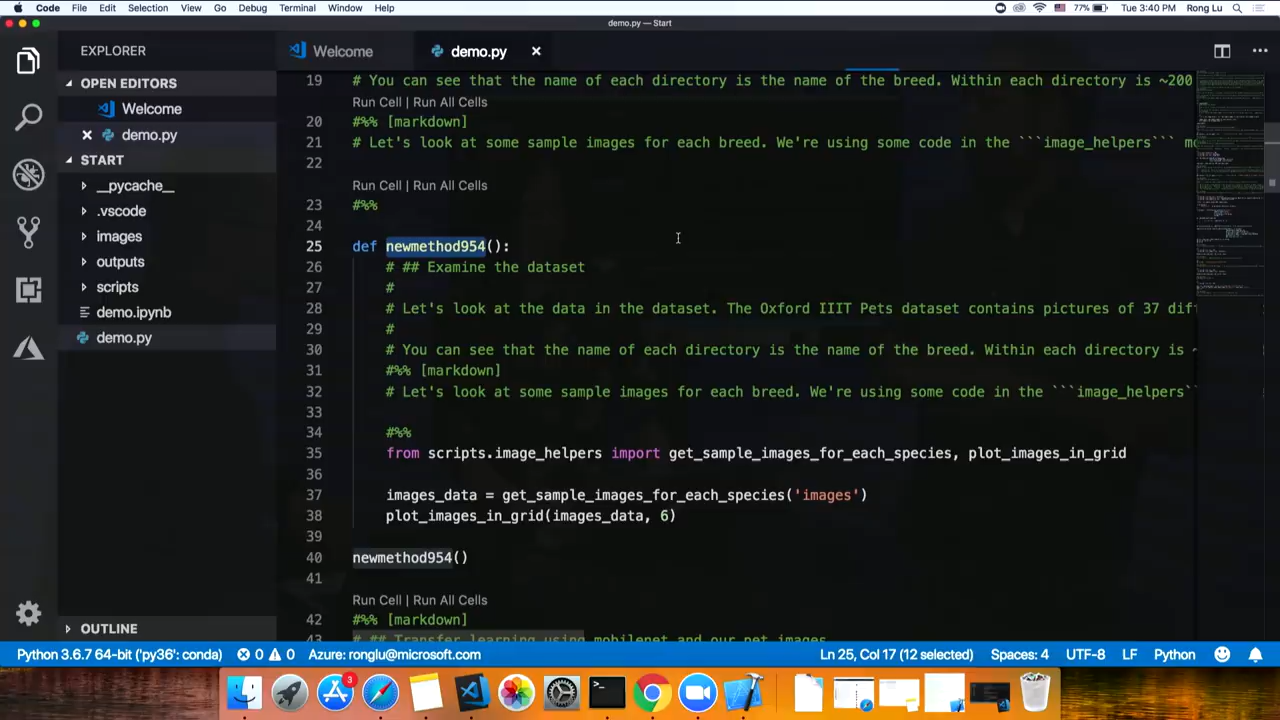 Code File Edit Selection View Go Debug Terminal Window Help 77% Tue 3:40 PM Rong Lu
demo.py — Start
EXPLORER
OPEN EDITORS
Welcome
demo.py
START
__pycache__
.vscode
images
outputs
scripts
demo.ipynb
demo.py
OUTLINE
Welcome demo.py
19 # You can see that the name of each directory is the name of the breed. Within each directory is ~200
Run Cell | Run All Cells
20 #%% [markdown]
21 # Let's look at some sample images for each breed. We're using some code in the ```image_helpers``` mo
22
Run Cell | Run All Cells
23 #%%
24
25 def newmethod954():
26 # ## Examine the dataset
27 #
28 # Let's look at the data in the dataset. The Oxford IIIT Pets dataset contains pictures of 37 dif
29 #
30 # You can see that the name of each directory is the name of the breed. Within each directory is ~
31 #%% [markdown]
32 # Let's look at some sample images for each breed. We're using some code in the ```image_helpers``
33
34 #%%
35 from scripts.image_helpers import get_sample_images_for_each_species, plot_images_in_grid
36
37 images_data = get_sample_images_for_each_species('images')
38 plot_images_in_grid(images_data, 6)
39
40 newmethod954()
41
Run Cell | Run All Cells
42 #%% [markdown]
43 # ## Transfer learning using mobilenet and our pet images
Python 3.6.7 64-bit ('py36': conda) 0 0 Azure: ronglu@microsoft.com Ln 25, Col 17 (12 selected) Spaces: 4 UTF-8 LF Python
3